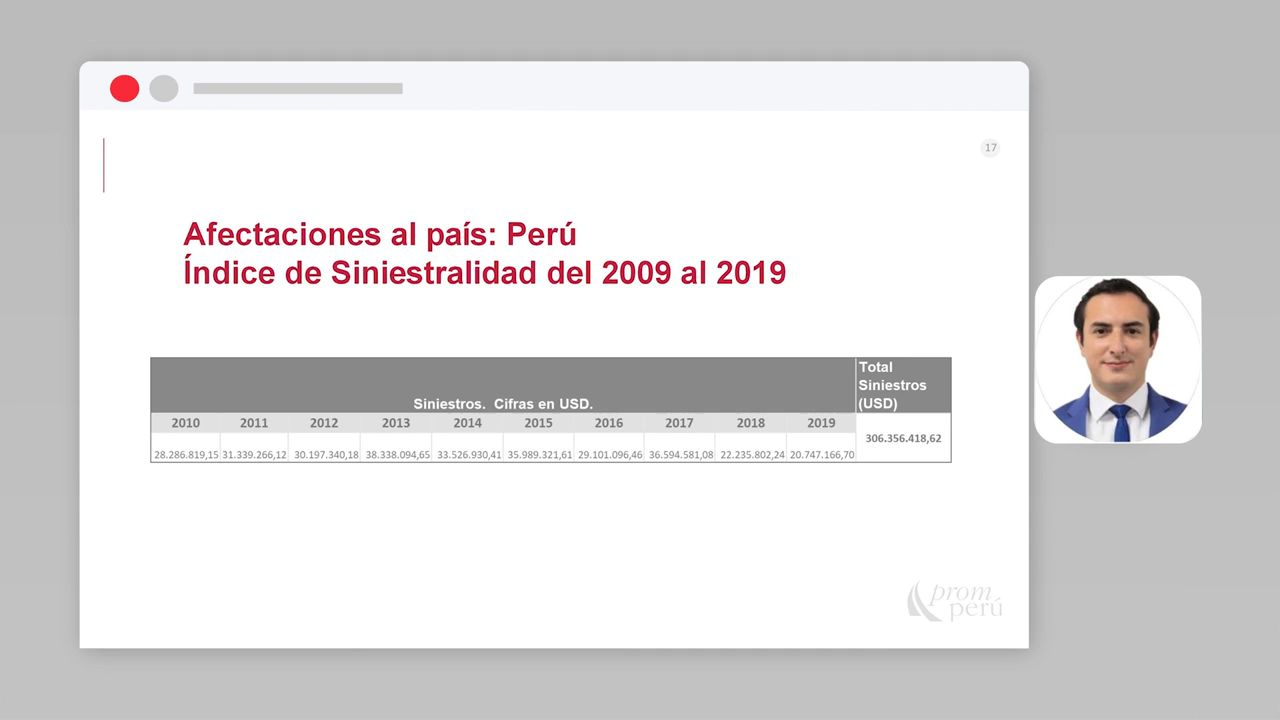 17
Afectaciones al país: Perú
Índice de Siniestralidad del 2009 al 2019
Siniestros. Cifras en USD.
Total
Siniestros
(USD)
2010 2011 2012 2013 2014 2015 2016 2017 2018 2019
306.356.418,62
28.286.819,15 31.339.266,12 30.197.340,18 38.338.094,65 33.526.930,41 35.989.321,61 29.101.096,46 36.594.581,08 22.235.802,24 20.747.166,70
prom
perú